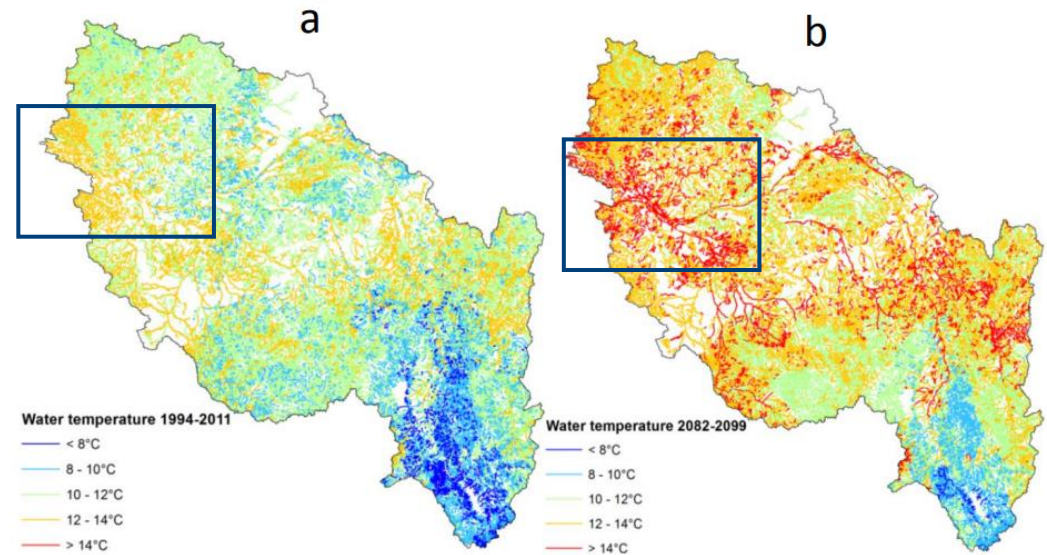 a
b
Water temperature 1994-2011
< 8°C
8 - 10°C
10 - 12°C
12 - 14°C
> 14°C
Water temperature 2082-2099
< 8°C
8 - 10°C
10 - 12°C
12 - 14°C
> 14°C